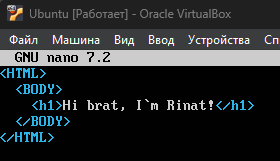 Ubuntu [Работает] - Oracle VirtualBox
Файл Машина Вид Ввод Устройства Сп
GNU nano 7.2
<HTML>
<BODY>
<h1>Hi brat, I`m Rinat!</h1>
</BODY>
</HTML>